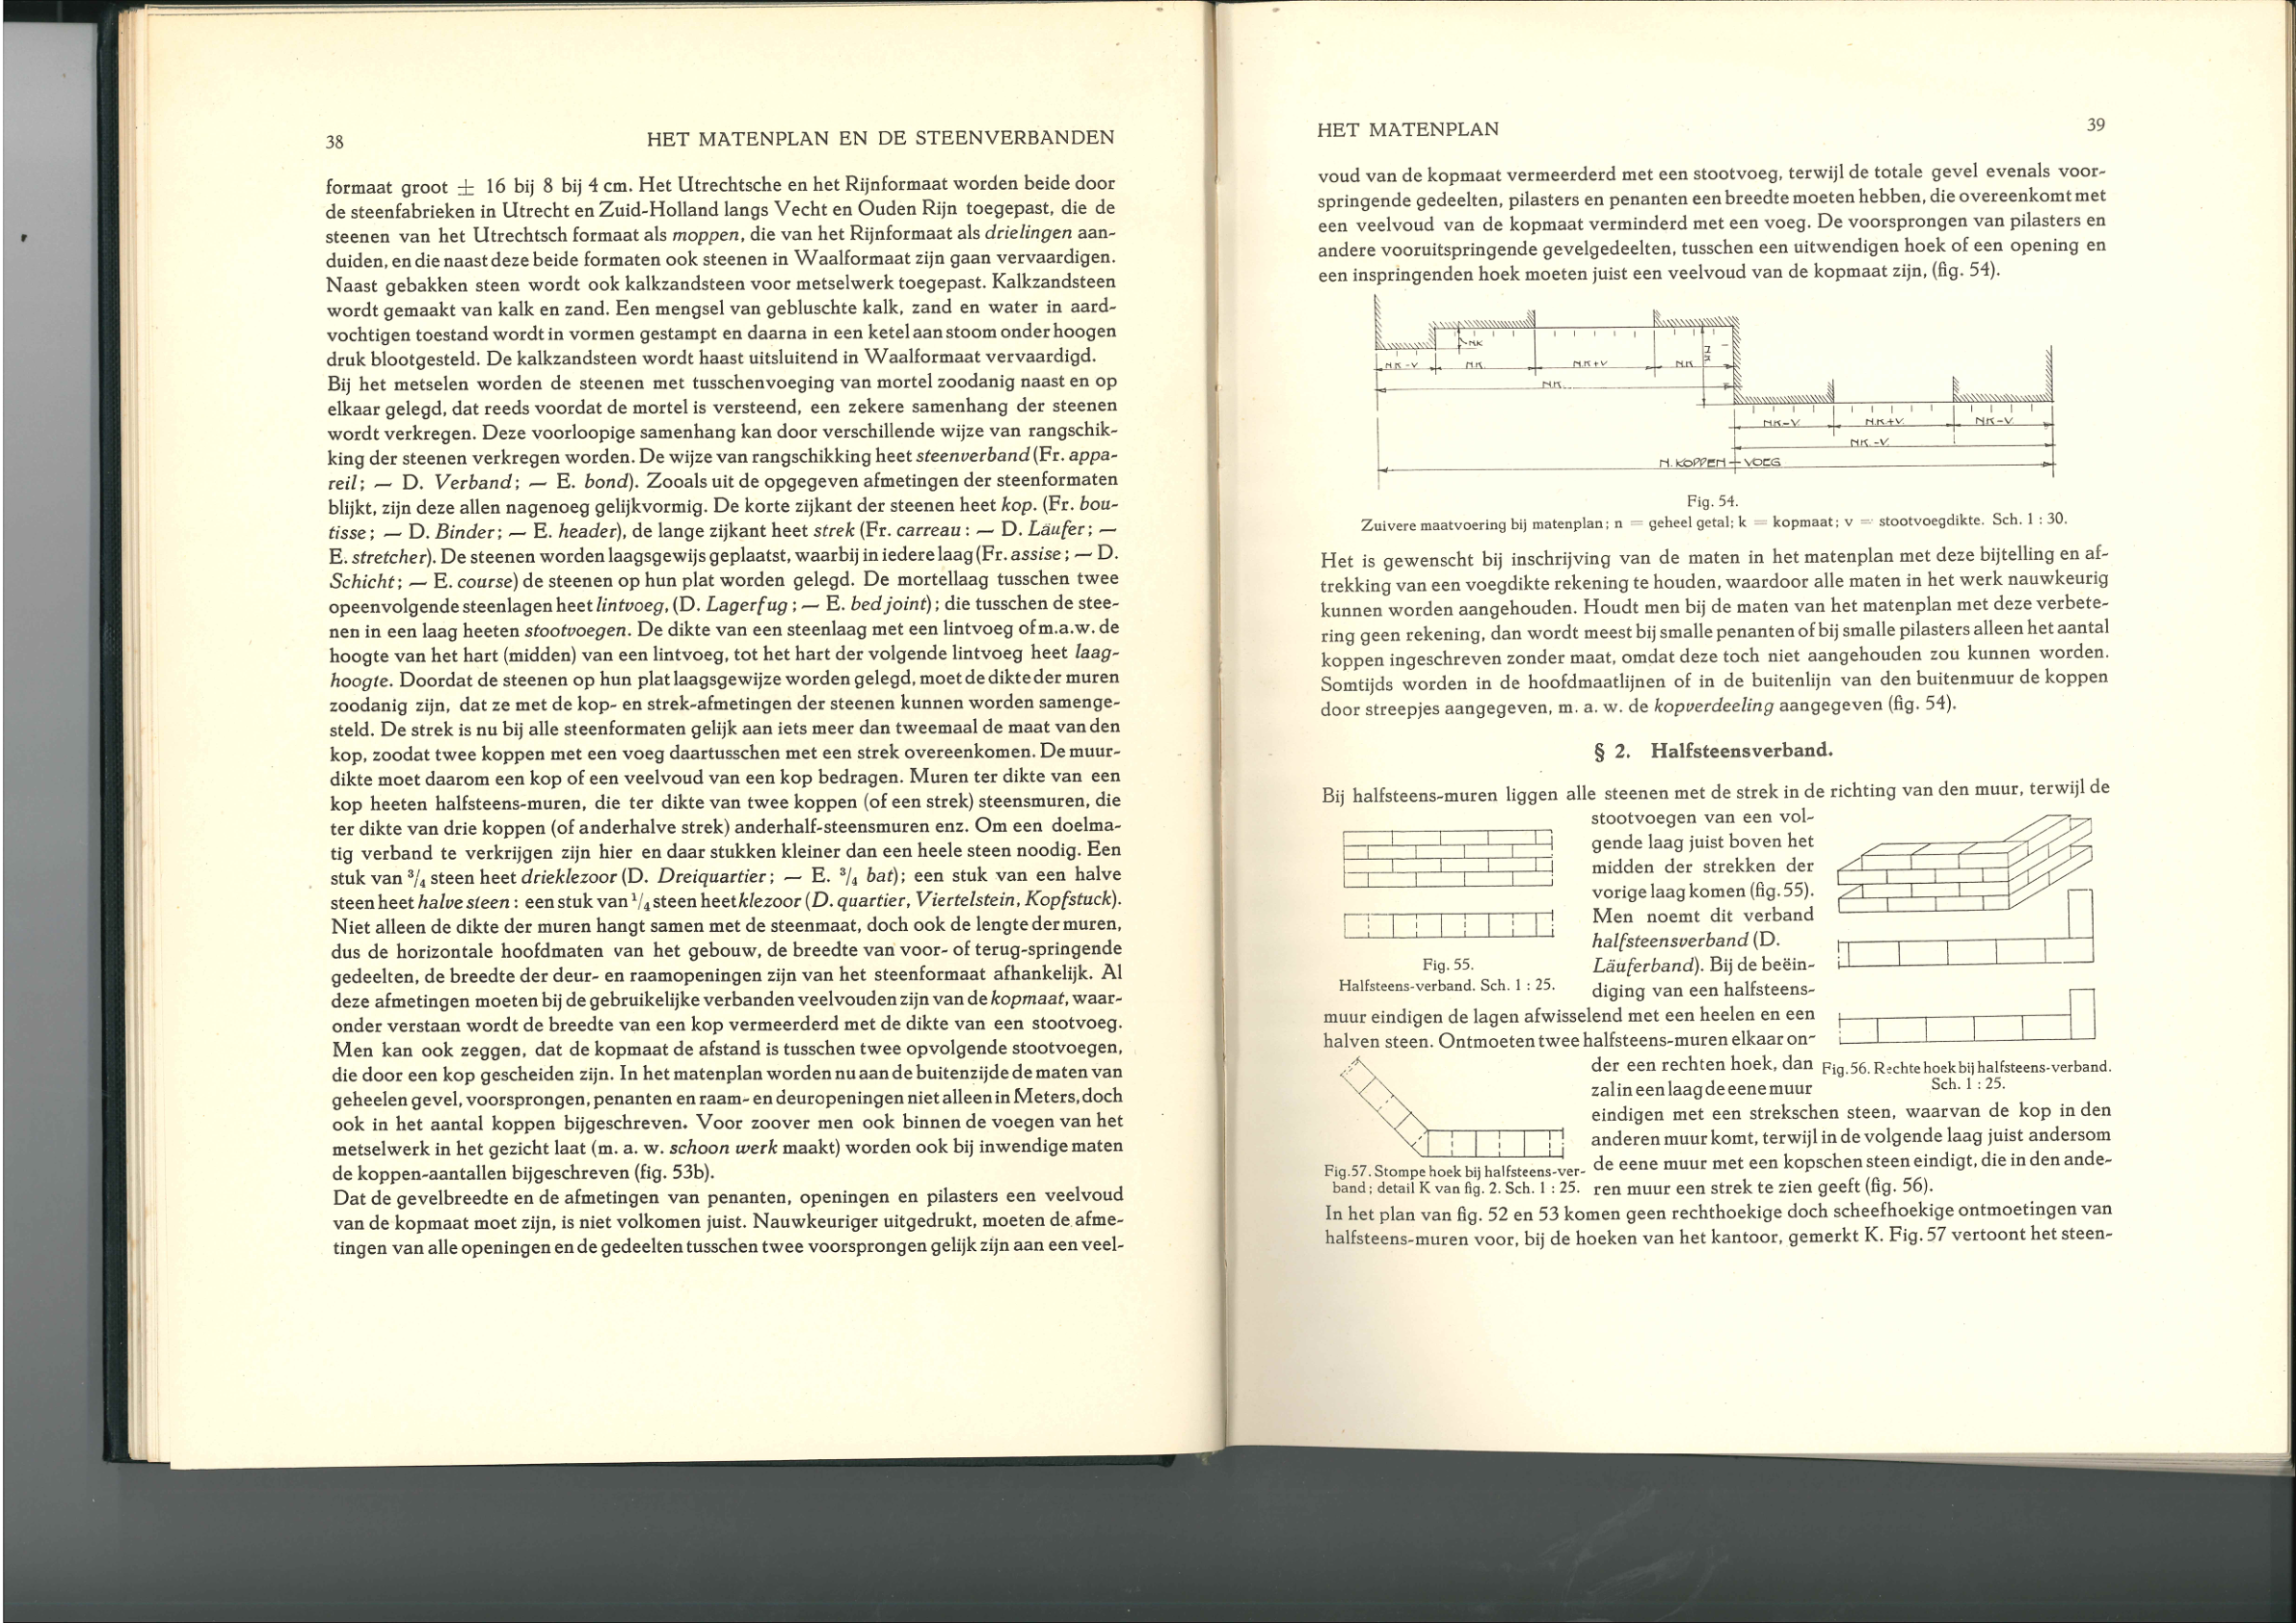 38 HET MATENPLAN EN DE STEENVERBANDEN
formaat groot ± 16 bij 8 bij 4 cm. Het Utrechtsche en het Rijnformaat worden beide door
de steenfabrieken in Utrecht en Zuid-Holland langs Vecht en Ouden Rijn toegepast, die de
steenen van het Utrechtsch formaat als moppen, die van het Rijnformaat als drielingen aan-
duiden, en die naast deze beide formaten ook steenen in Waalformaat zijn gaan vervaardigen.
Naast gebakken steen wordt ook kalkzandsteen voor metselwerk toegepast. Kalkzandsteen
wordt gemaakt van kalk en zand. Een mengsel van gebluschte kalk, zand en water in aard-
vochtigen toestand wordt in vormen gestampt en daarna in een ketel aan stoom onder hoogen
druk blootgesteld. De kalkzandsteen wordt haast uitsluitend in Waalformaat vervaardigd.
Bij het metselen worden de steenen met tusschenvoeging van mortel zoodanig naast en op
elkaar gelegd, dat reeds voordat de mortel is versteend, een zekere samenhang der steenen
wordt verkregen. Deze voorloopige samenhang kan door verschillende wijze van rangschik-
king der steenen verkregen worden. De wijze van rangschikking heet steenverband (Fr. appa-
reil; — D. Verband; — E. bond). Zooals uit de opgegeven afmetingen der steenformaten
blijkt, zijn deze allen nagenoeg gelijkvormig. De korte zijkant der steenen heet kop. (Fr. bou-
tisse; — D. Binder; — E. header), de lange zijkant heet strek (Fr. carreau: — D. Läufer; —
E. stretcher). De steenen worden laagsgewijs geplaatst, waarbij in iedere laag (Fr. assise; — D.
Schicht; — E. course) de steenen op hun plat worden gelegd. De mortellaag tusschen twee
opeenvolgende steenlagen heet lintvoeg, (D. Lagerfug; — E. bed joint); die tusschen de stee-
nen in een laag heeten stootvoegen. De dikte van een steenlaag met een lintvoeg of m.a.w. de
hoogte van het hart (midden) van een lintvoeg, tot het hart der volgende lintvoeg heet laag-
hoogte. Doordat de steenen op hun plat laagsgewijze worden gelegd, moet de dikte der muren
zoodanig zijn, dat ze met de kop- en strek-afmetingen der steenen kunnen worden samenge-
steld. De strek is nu bij alle steenformaten gelijk aan iets meer dan tweemaal de maat van den
kop, zoodat twee koppen met een voeg daartusschen met een strek overeenkomen. De muur-
dikte moet daarom een kop of een veelvoud van een kop bedragen. Muren ter dikte van een
kop heeten halfsteens-muren, die ter dikte van twee koppen (of een strek) steensmuren, die
ter dikte van drie koppen (of anderhalve strek) anderhalf-steensmuren enz. Om een doelma-
tig verband te verkrijgen zijn hier en daar stukken kleiner dan een heele steen noodig. Een
stuk van ³/₄ steen heet drieklezoor (D. Dreiquartier; — E. ³/₄ bat); een stuk van een halve
steen heet halve steen: een stuk van ¹/₄ steen heet klezoor (D. quartier, Viertelstein, Kopfstuck).
Niet alleen de dikte der muren hangt samen met de steenmaat, doch ook de lengte der muren,
dus de horizontale hoofdmaten van het gebouw, de breedte van voor- of terug-springende
gedeelten, de breedte der deur- en raamopeningen zijn van het steenformaat afhankelijk. Al
deze afmetingen moeten bij de gebruikelijke verbanden veelvouden zijn van de kopmaat, waar-
onder verstaan wordt de breedte van een kop vermeerderd met de dikte van een stootvoeg.
Men kan ook zeggen, dat de kopmaat de afstand is tusschen twee opvolgende stootvoegen,
die door een kop gescheiden zijn. In het matenplan worden nu aan de buitenzijde de maten van
geheelen gevel, voorsprongen, penanten en raam- en deuropeningen niet alleen in Meters, doch
ook in het aantal koppen bijgeschreven. Voor zoover men ook binnen de voegen van het
metselwerk in het gezicht laat (m. a. w. schoon werk maakt) worden ook bij inwendige maten
de koppen-aantallen bijgeschreven (fig. 53b).
Dat de gevelbreedte en de afmetingen van penanten, openingen en pilasters een veelvoud
van de kopmaat moet zijn, is niet volkomen juist. Nauwkeuriger uitgedrukt, moeten de afme-
tingen van alle openingen en de gedeelten tusschen twee voorsprongen gelijk zijn aan een veel-
HET MATENPLAN 39
voud van de kopmaat vermeerderd met een stootvoeg, terwijl de totale gevel evenals voor-
springende gedeelten, pilasters en penanten een breedte moeten hebben, die overeenkomt met
een veelvoud van de kopmaat verminderd met een voeg. De voorsprongen van pilasters en
andere vooruitspringende gevelgedeelten, tusschen een uitwendigen hoek of een opening en
een inspringenden hoek moeten juist een veelvoud van de kopmaat zijn, (fig. 54).
NK
NK-V NK. N.K+V NK
NK
NK.
NK-V. N.K+V. NK-V.
NK.-V.
N. KOPPEN ÷ VOEG
Fig. 54.
Zuivere maatvoering bij matenplan; n = geheel getal; k = kopmaat; v = stootvoegdikte. Sch. 1 : 30.
Het is gewenscht bij inschrijving van de maten in het matenplan met deze bijtelling en af-
trekking van een voegdikte rekening te houden, waardoor alle maten in het werk nauwkeurig
kunnen worden aangehouden. Houdt men bij de maten van het matenplan met deze verbete-
ring geen rekening, dan wordt meest bij smalle penanten of bij smalle pilasters alleen het aantal
koppen ingeschreven zonder maat, omdat deze toch niet aangehouden zou kunnen worden.
Somtijds worden in de hoofdmaatlijnen of in de buitenlijn van den buitenmuur de koppen
door streepjes aangegeven, m. a. w. de kopverdeeling aangegeven (fig. 54).
§ 2. Halfsteensverband.
Bij halfsteens-muren liggen alle steenen met de strek in de richting van den muur, terwijl de
stootvoegen van een vol-
gende laag juist boven het
midden der strekken der
vorige laag komen (fig. 55).
Men noemt dit verband
halfsteensverband (D.
Läuferband). Bij de beëin-
diging van een halfsteens-
Fig. 55.
Halfsteens-verband. Sch. 1 : 25.
muur eindigen de lagen afwisselend met een heelen en een
halven steen. Ontmoeten twee halfsteens-muren elkaar on-
der een rechten hoek, dan
zal in een laag de eene muur
Fig. 56. Rechte hoek bij halfsteens-verband.
Sch. 1 : 25.
eindigen met een strekschen steen, waarvan de kop in den
anderen muur komt, terwijl in de volgende laag juist andersom
de eene muur met een kopschen steen eindigt, die in den ande-
ren muur een strek te zien geeft (fig. 56).
Fig. 57. Stompe hoek bij halfsteens-ver-
band; detail K van fig. 2. Sch. 1 : 25.
In het plan van fig. 52 en 53 komen geen rechthoekige doch scheefhoekige ontmoetingen van
halfsteens-muren voor, bij de hoeken van het kantoor, gemerkt K. Fig. 57 vertoont het steen-